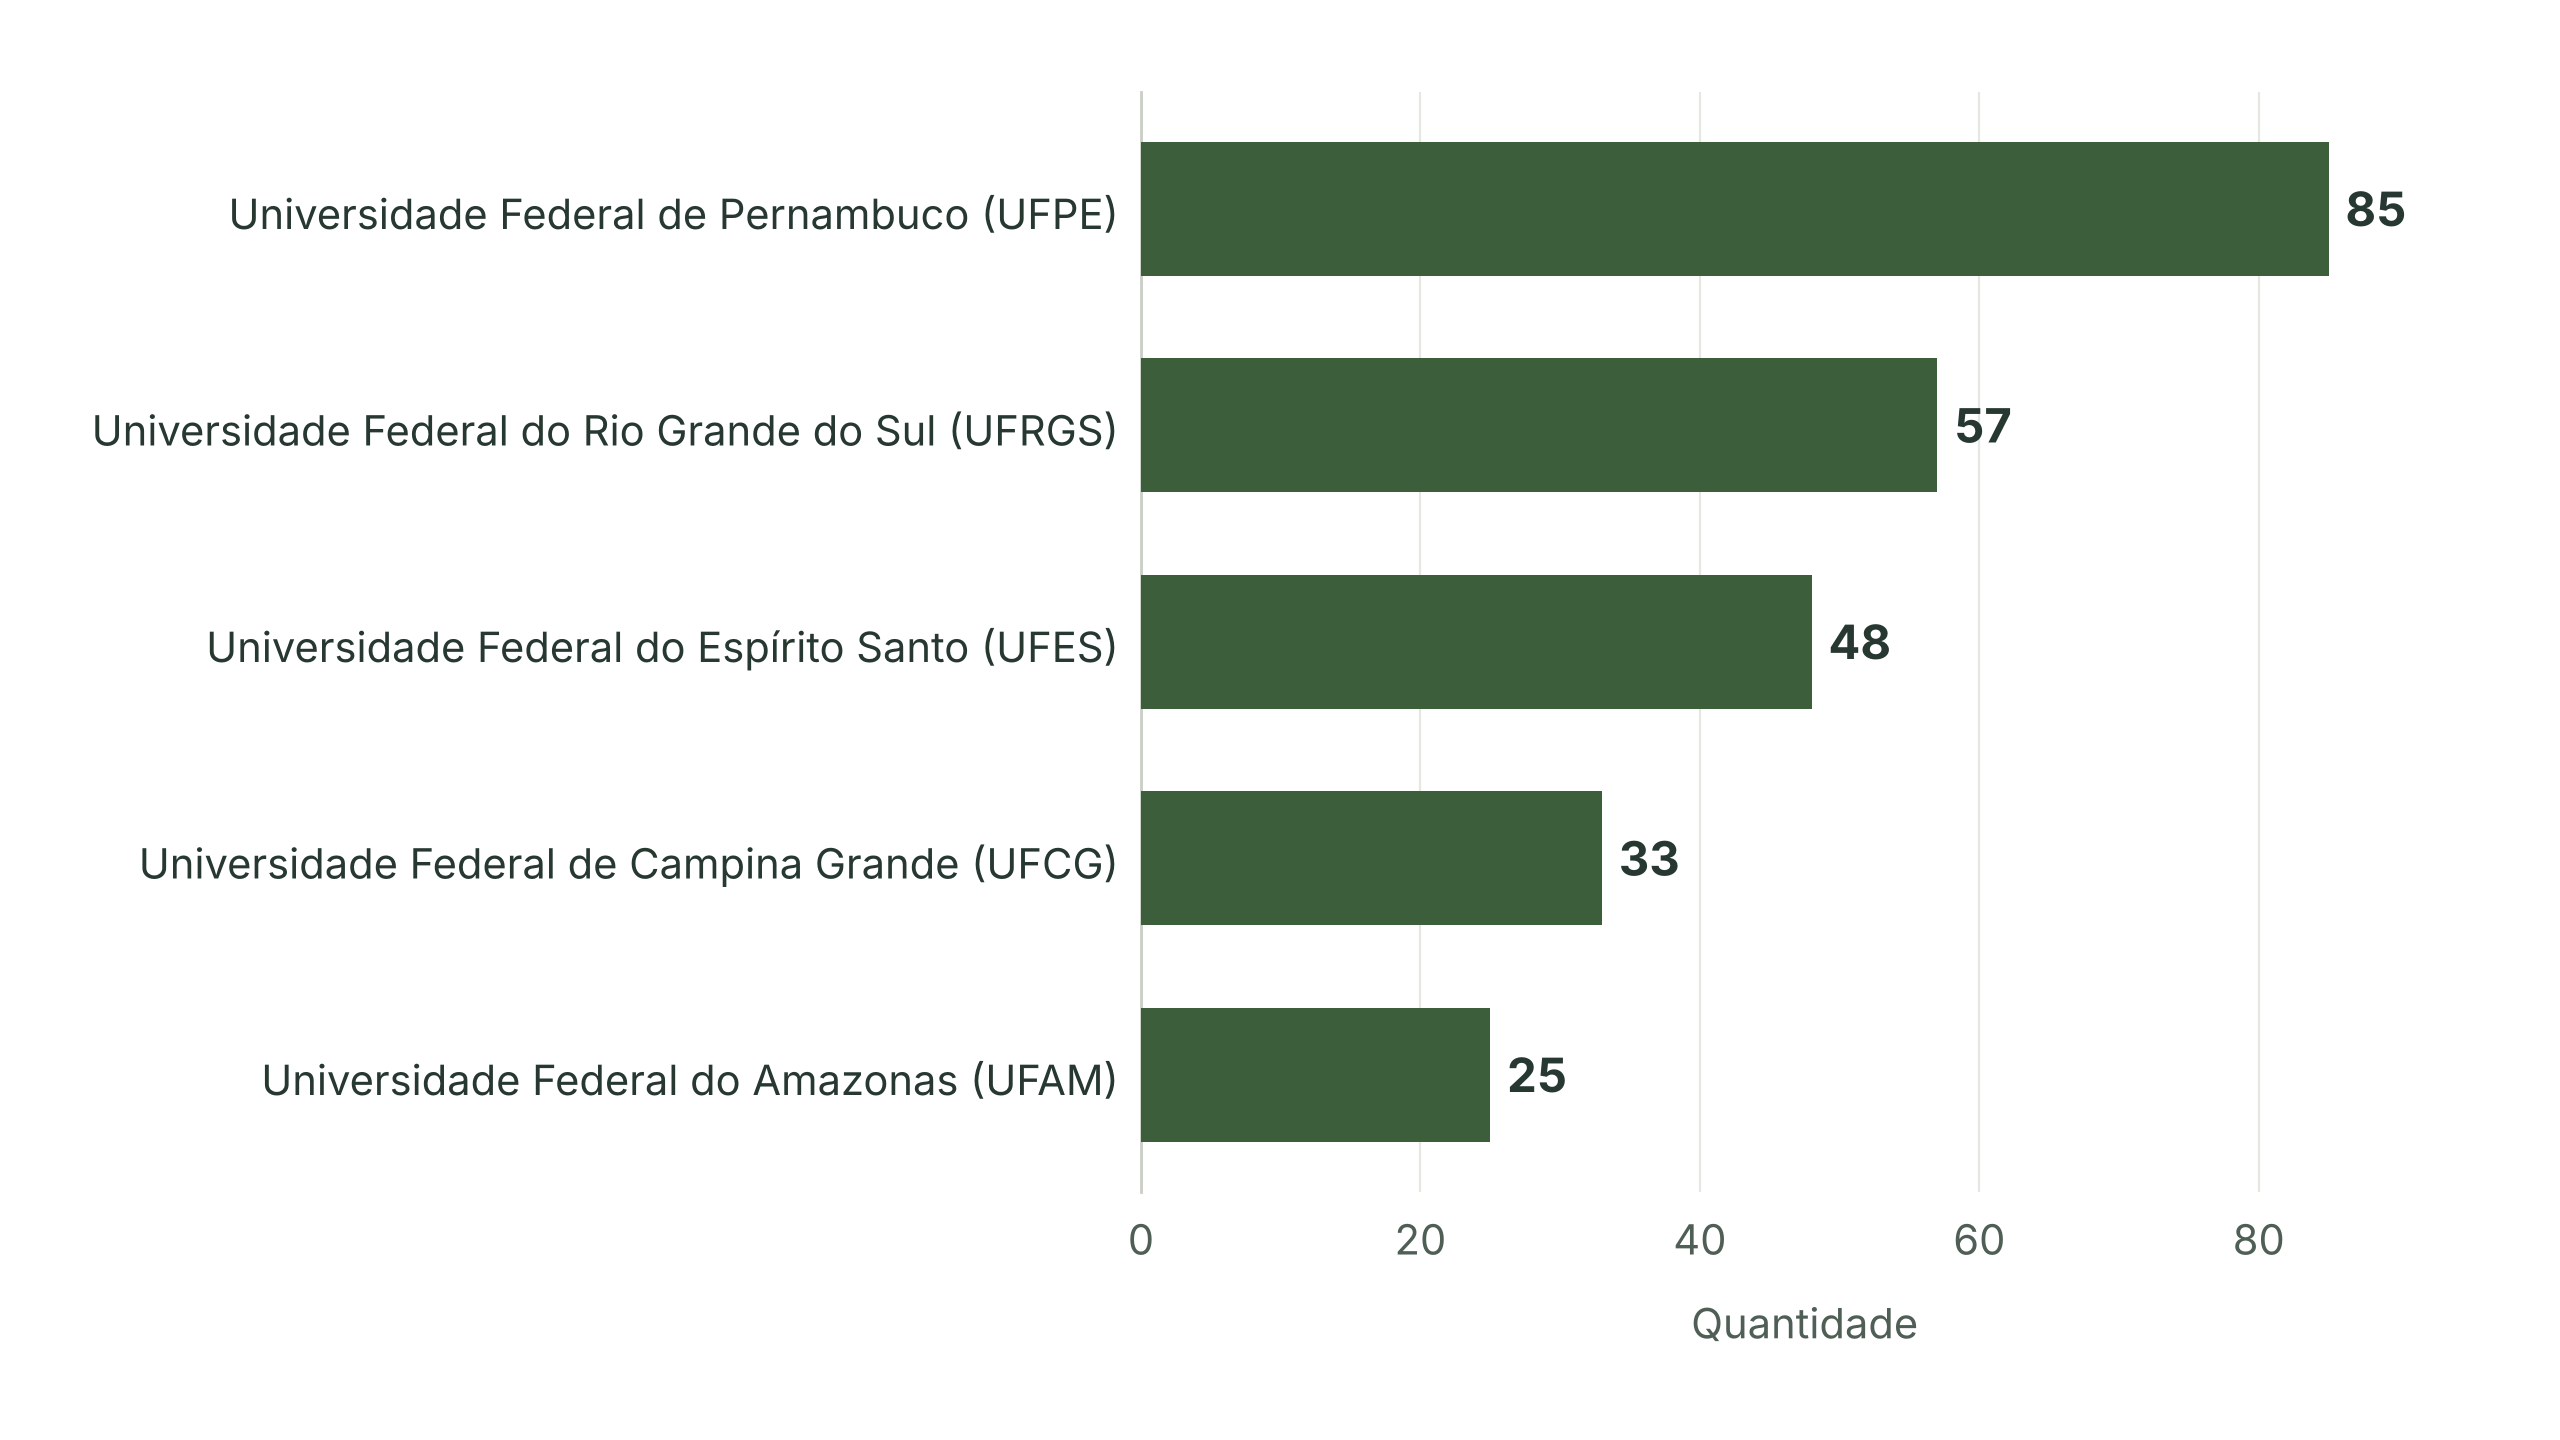 Universidade Federal de Pernambuco (UFPE) 85
Universidade Federal do Rio Grande do Sul (UFRGS) 57
Universidade Federal do Espírito Santo (UFES) 48
Universidade Federal de Campina Grande (UFCG) 33
Universidade Federal do Amazonas (UFAM) 25
0 20 40 60 80
Quantidade